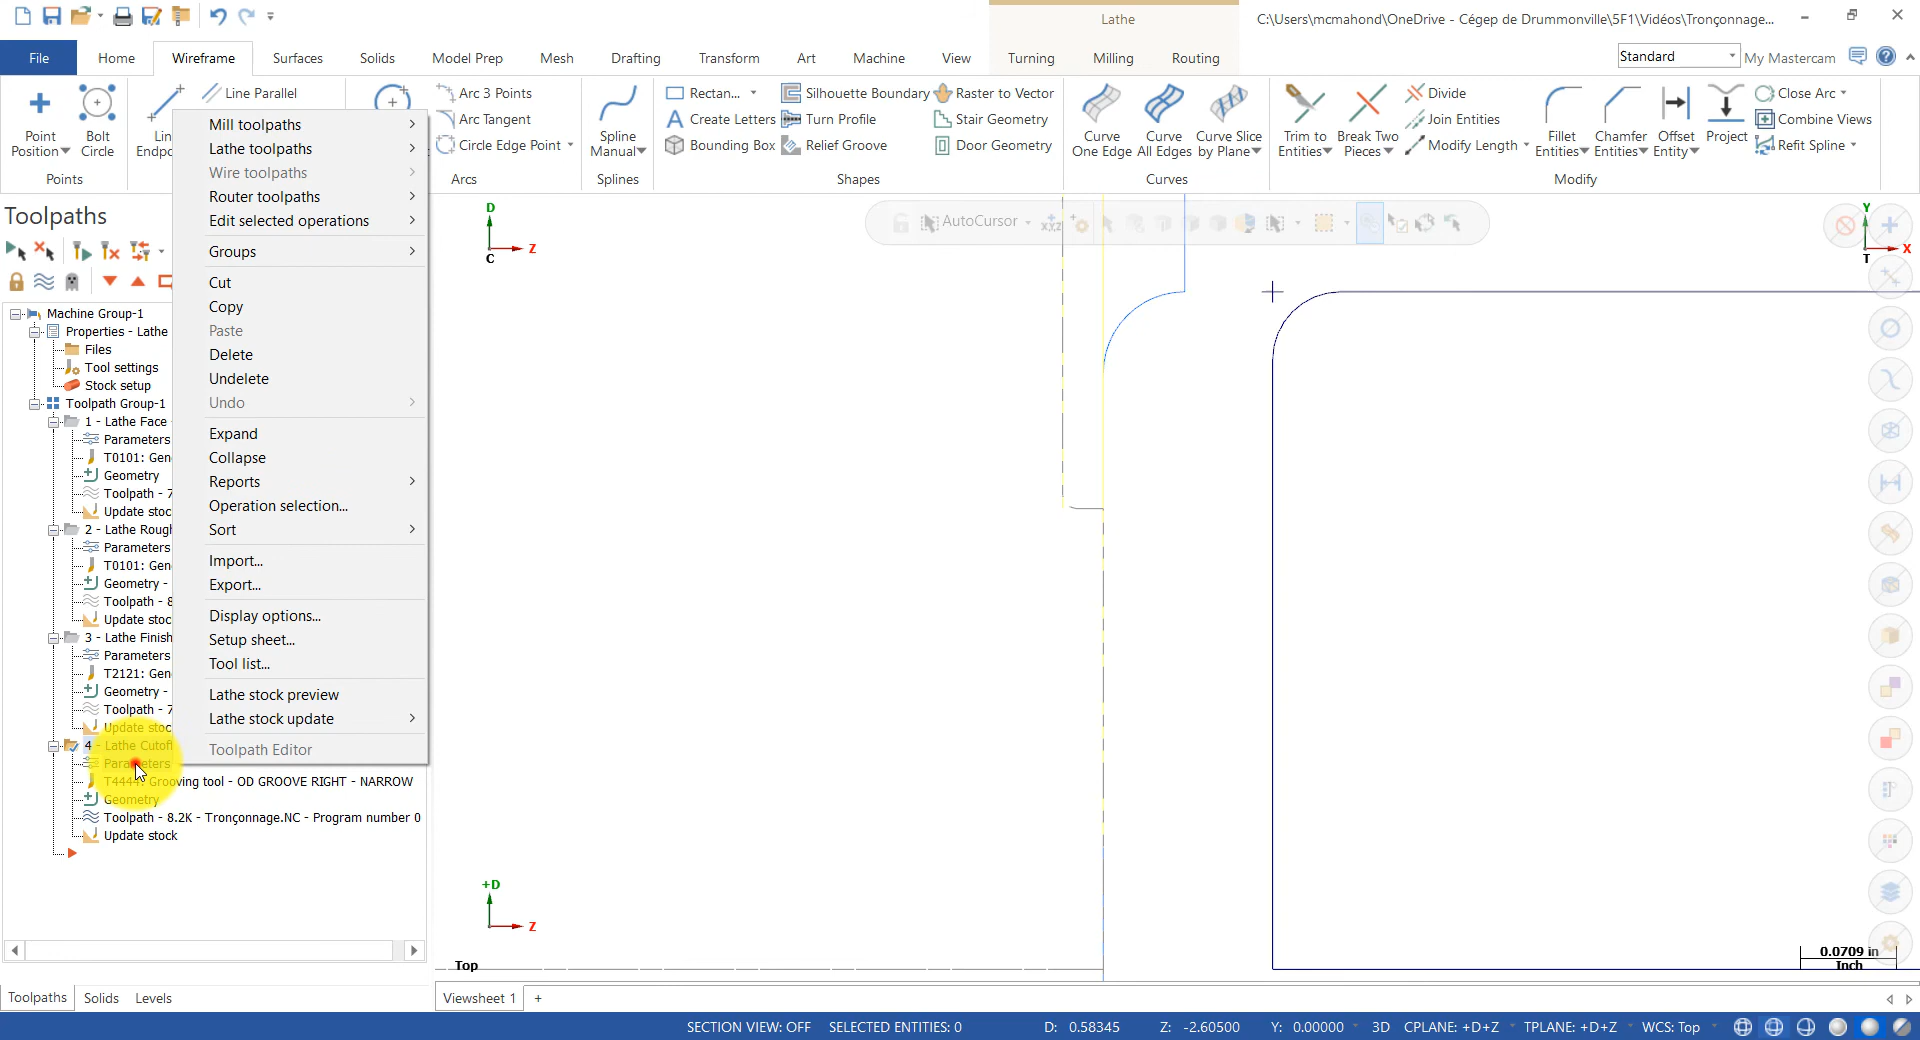 Lathe
C:\Users\mcmahond\OneDrive - Cégep de Drummonville\5F1\Vidéos\Tronçonnage...
File
Home
Wireframe
Surfaces
Solids
Model Prep
Mesh
Drafting
Transform
Art
Machine
View
Turning
Milling
Routing
Standard
My Mastercam
Point
Position
Bolt
Circle
Points
Line Parallel
Arc 3 Points
Arc Tangent
Circle Edge Point
Arcs
Spline
Manual
Splines
Rectan...
Create Letters
Bounding Box
Silhouette Boundary
Turn Profile
Relief Groove
Raster to Vector
Stair Geometry
Door Geometry
Shapes
Curve
One Edge
Curve
All Edges
Curve Slice
by Plane
Curves
Trim to
Entities
Break Two
Pieces
Divide
Join Entities
Modify Length
Fillet
Entities
Chamfer
Entities
Offset
Entity
Project
Close Arc
Combine Views
Refit Spline
Modify
Toolpaths
Machine Group-1
Properties - Lathe
Files
Tool settings
Stock setup
Toolpath Group-1
1 - Lathe Face
Parameters
T0101: Gen
Geometry
Toolpath - 7
Update stoc
2 - Lathe Rough
Parameters
T0101: Gen
Geometry -
Toolpath - 8
Update stoc
3 - Lathe Finish
Parameters
T2121: Gen
Geometry -
Toolpath - 7
Update stoc
4 - Lathe Cutoff
Parameters
T4444: Grooving tool - OD GROOVE RIGHT - NARROW
Geometry
Toolpath - 8.2K - Tronçonnage.NC - Program number 0
Update stock
Mill toolpaths
Lathe toolpaths
Wire toolpaths
Router toolpaths
Edit selected operations
Groups
Cut
Copy
Paste
Delete
Undelete
Undo
Expand
Collapse
Reports
Operation selection...
Sort
Import...
Export...
Display options...
Setup sheet...
Tool list...
Lathe stock preview
Lathe stock update
Toolpath Editor
AutoCursor
D
Z
C
Y
X
T
+D
Z
Top
0.0709 in
Inch
Toolpaths
Solids
Levels
Viewsheet 1
+
SECTION VIEW: OFF
SELECTED ENTITIES: 0
D: 0.58345
Z: -2.60500
Y: 0.00000
3D
CPLANE: +D+Z
TPLANE: +D+Z
WCS: Top